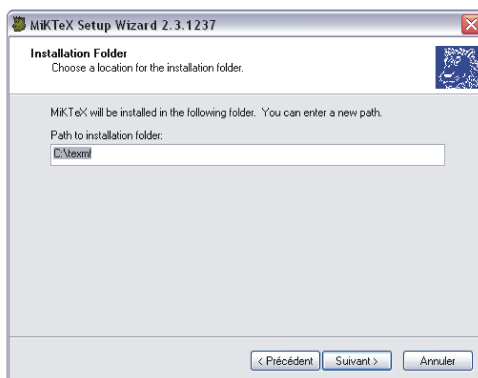 MiKTeX Setup Wizard 2.3.1237
Installation Folder
Choose a location for the installation folder.
MiKTeX will be installed in the following folder. You can enter a new path.
Path to installation folder:
C:\texmf
< Précédent
Suivant >
Annuler